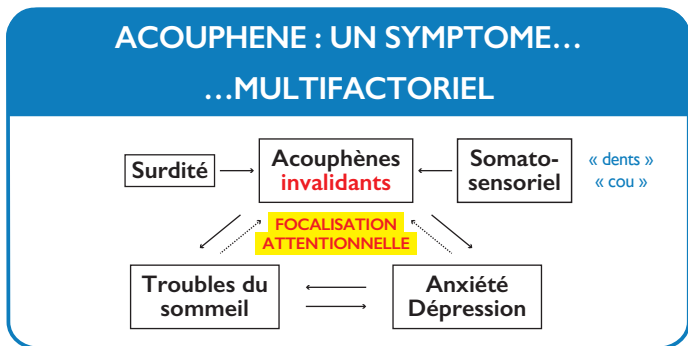 ACOUPHENE : UN SYMPTOME…
…MULTIFACTORIEL
Surdité
Acouphènes
invalidants
Somato-
sensoriel
« dents »
« cou »
FOCALISATION
ATTENTIONNELLE
Troubles du
sommeil
Anxiété
Dépression